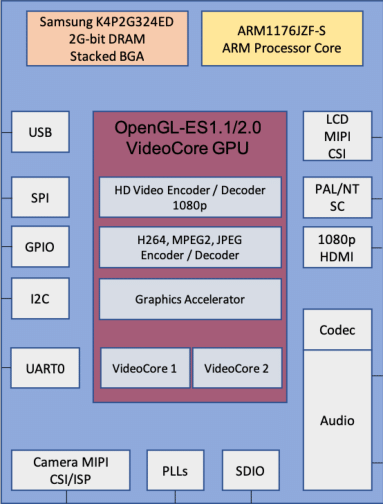 Samsung K4P2G324ED
2G-bit DRAM
Stacked BGA
ARM1176JZF-S
ARM Processor Core
USB
SPI
GPIO
I2C
UART0
OpenGL-ES1.1/2.0
VideoCore GPU
HD Video Encoder / Decoder
1080p
H264, MPEG2, JPEG
Encoder / Decoder
Graphics Accelerator
VideoCore 1
VideoCore 2
LCD
MIPI
CSI
PAL/NT
SC
1080p
HDMI
Codec
Audio
Camera MIPI
CSI/ISP
PLLs
SDIO